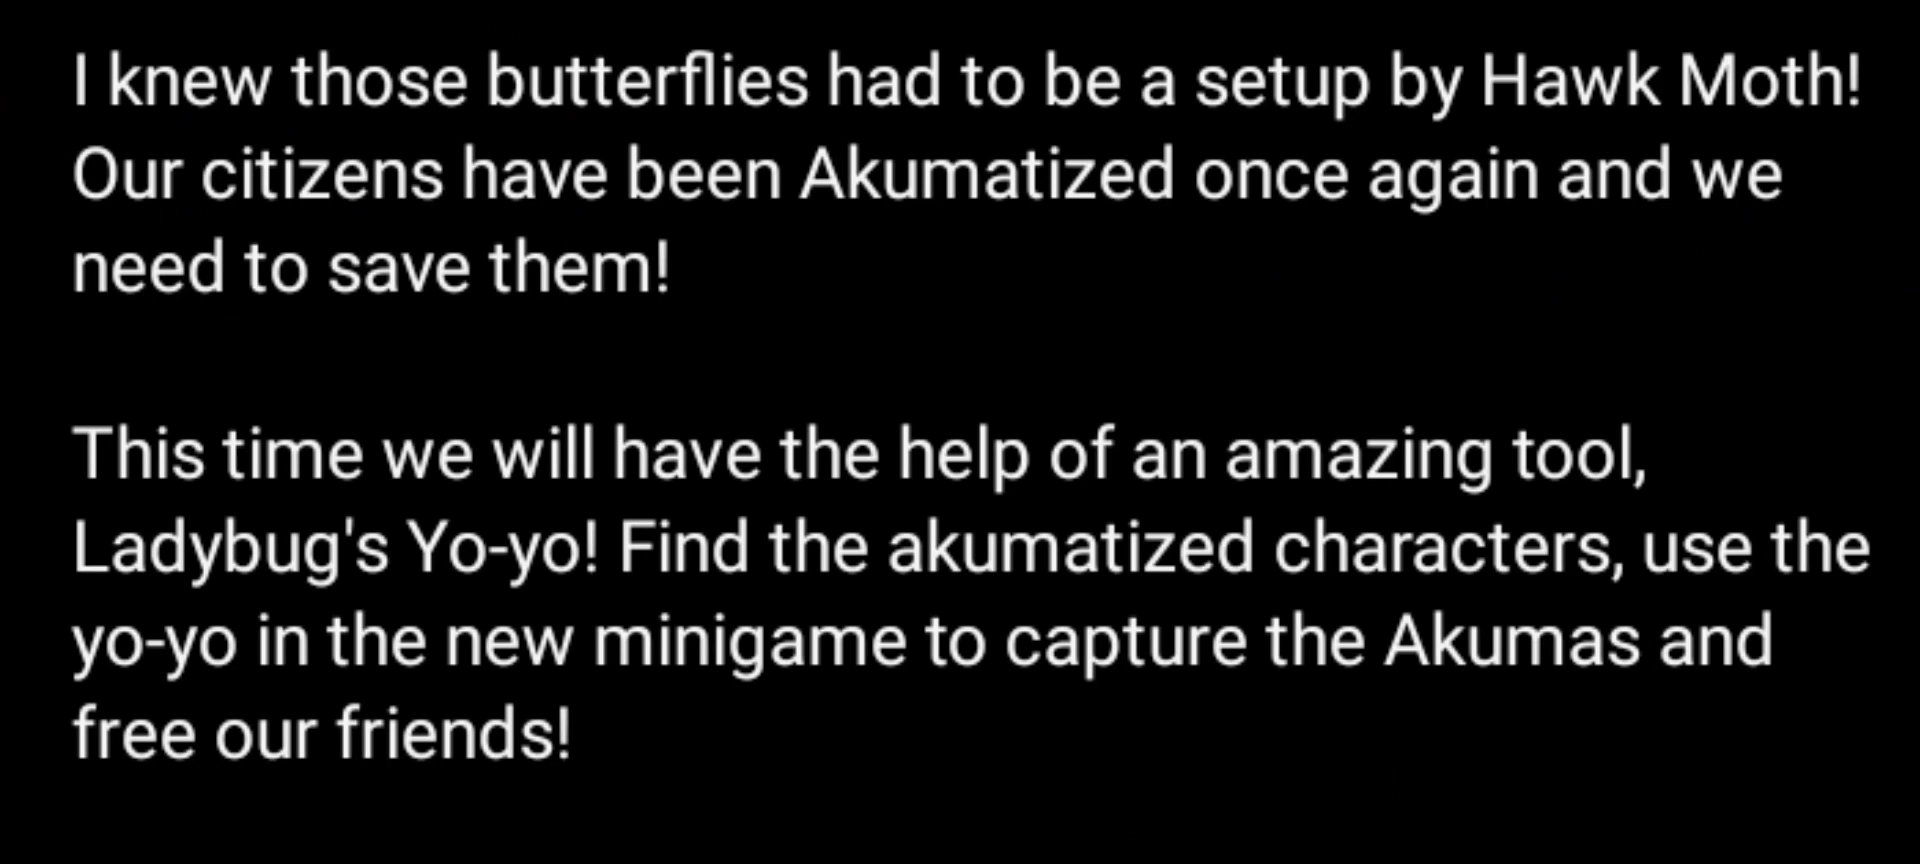 I knew those butterflies had to be a setup by Hawk Moth!
Our citizens have been Akumatized once again and we
need to save them!
This time we will have the help of an amazing tool,
Ladybug's Yo-yo! Find the akumatized characters, use the
yo-yo in the new minigame to capture the Akumas and
free our friends!